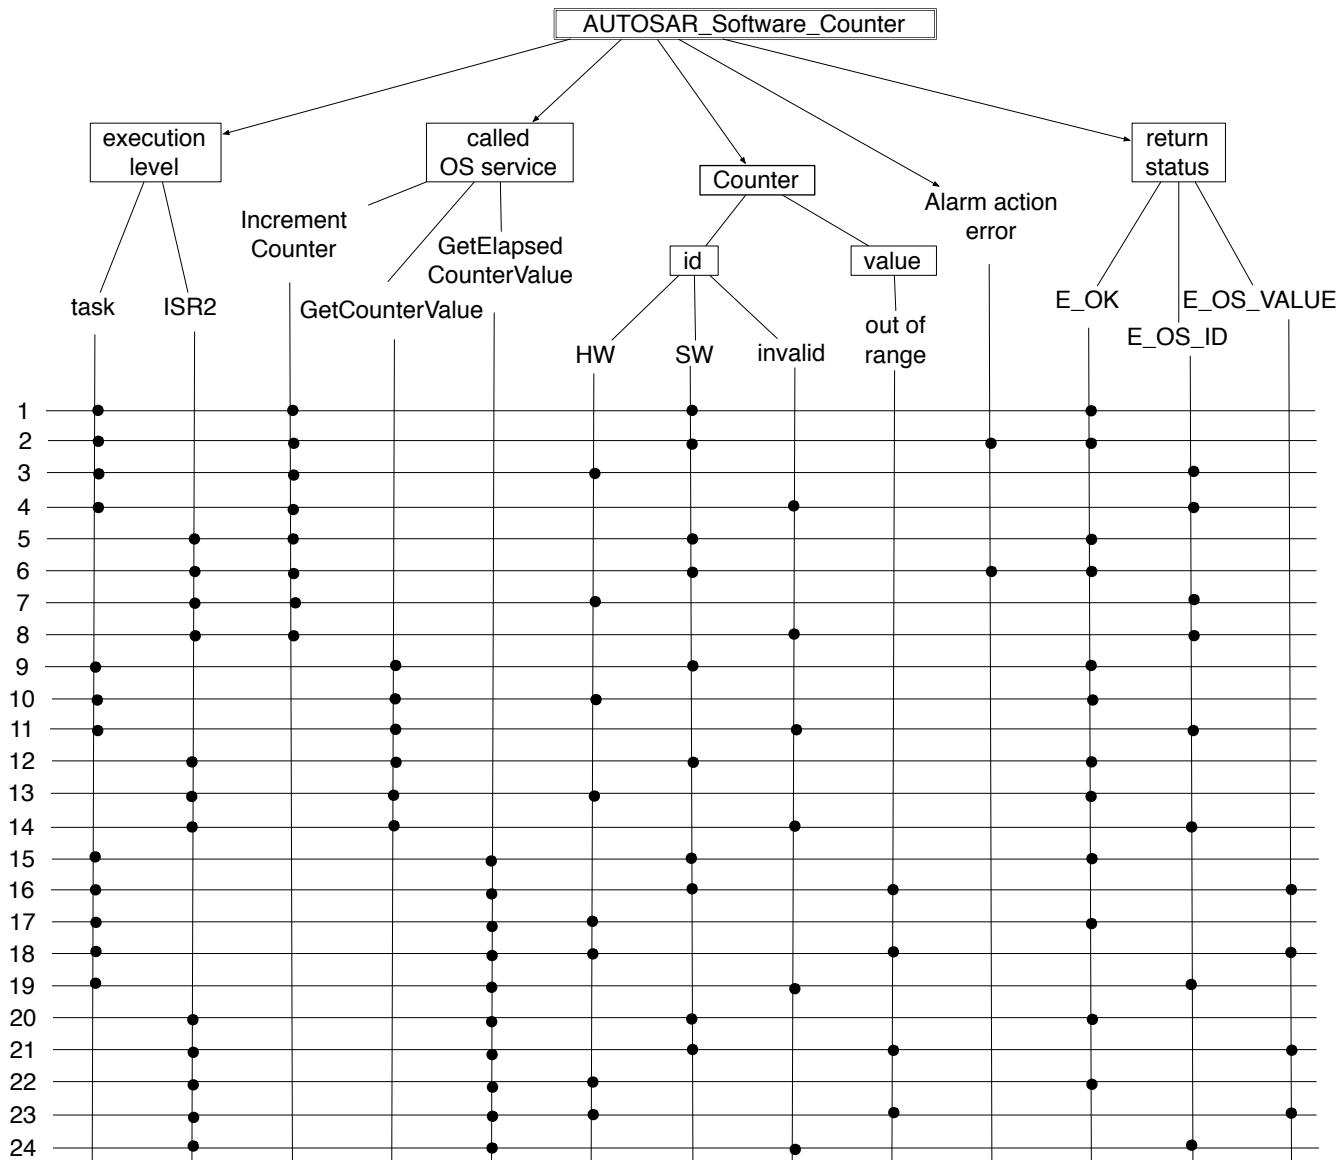 AUTOSAR_Software_Counter
execution
level
called
OS service
Counter
return
status
Increment
Counter
GetElapsed
CounterValue
Alarm action
error
id
value
task
ISR2
GetCounterValue
HW
SW
invalid
out of
range
E_OK
E_OS_ID
E_OS_VALUE
1
2
3
4
5
6
7
8
9
10
11
12
13
14
15
16
17
18
19
20
21
22
23
24